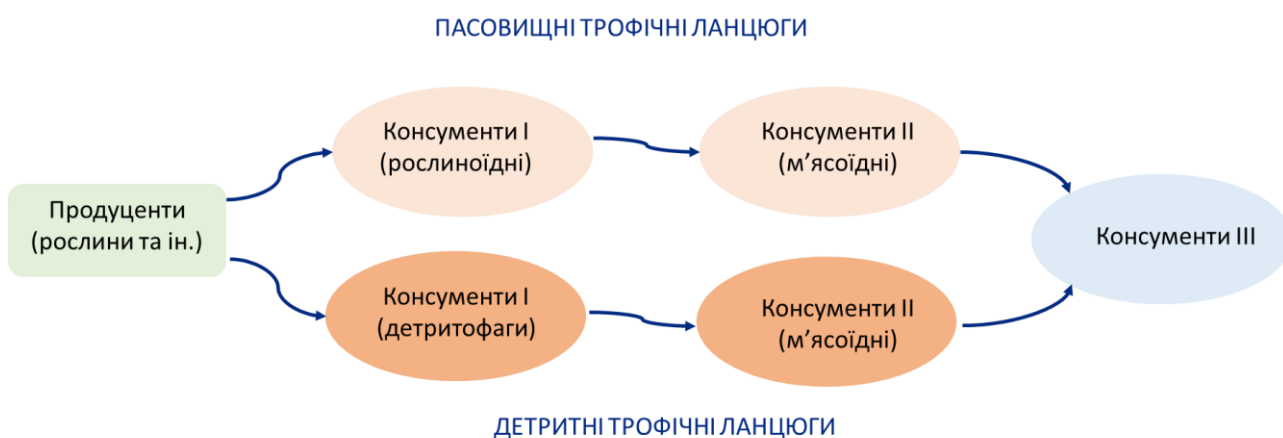 ПАСОВИЩНІ ТРОФІЧНІ ЛАНЦЮГИ
Консументи І
(рослиноїдні)
Консументи ІІ
(м’ясоїдні)
Продуценти
(рослини та ін.)
Консументи ІІІ
Консументи І
(детритофаги)
Консументи ІІ
(м’ясоїдні)
ДЕТРИТНІ ТРОФІЧНІ ЛАНЦЮГИ